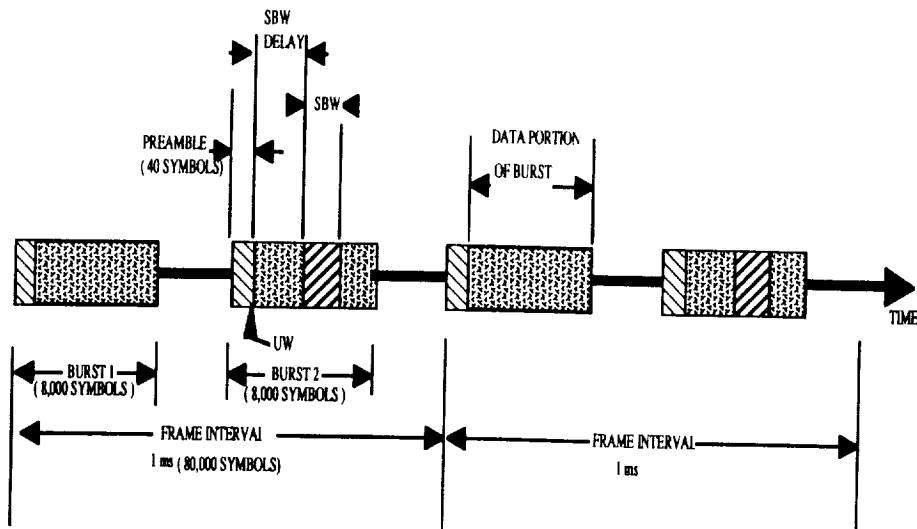 SBW
DELAY
SBW
PREAMBLE
( 40 SYMBOLS)
DATA PORTION
OF BURST
TIME
UW
BURST 1
( 8,000 SYMBOLS )
BURST 2
( 8,000 SYMBOLS )
FRAME INTERVAL
1 ms ( 80,000 SYMBOLS)
FRAME INTERVAL
1 ms